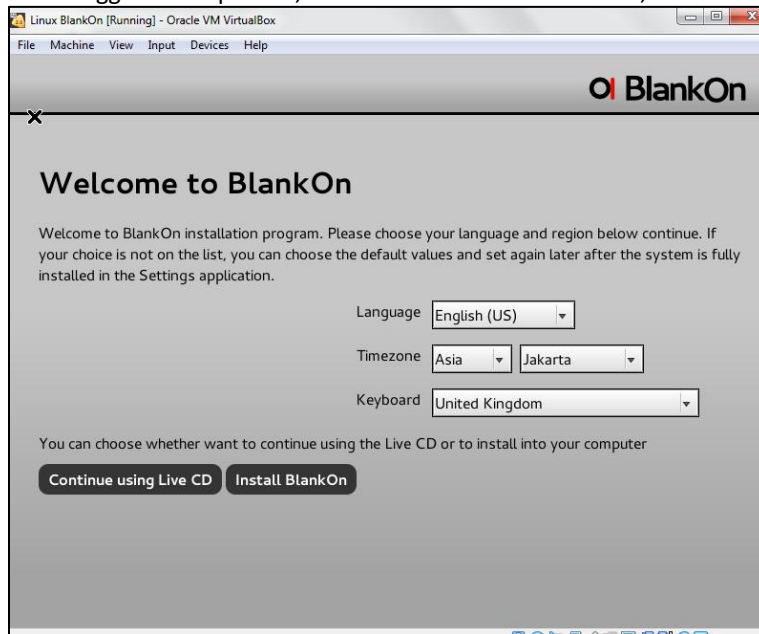 Linux BlankOn [Running] - Oracle VM VirtualBox
File Machine View Input Devices Help
BlankOn
Welcome to BlankOn
Welcome to BlankOn installation program. Please choose your language and region below continue. If
your choice is not on the list, you can choose the default values and set again later after the system is fully
installed in the Settings application.
Language English (US)
Timezone Asia Jakarta
Keyboard United Kingdom
You can choose whether want to continue using the Live CD or to install into your computer
Continue using Live CD Install BlankOn